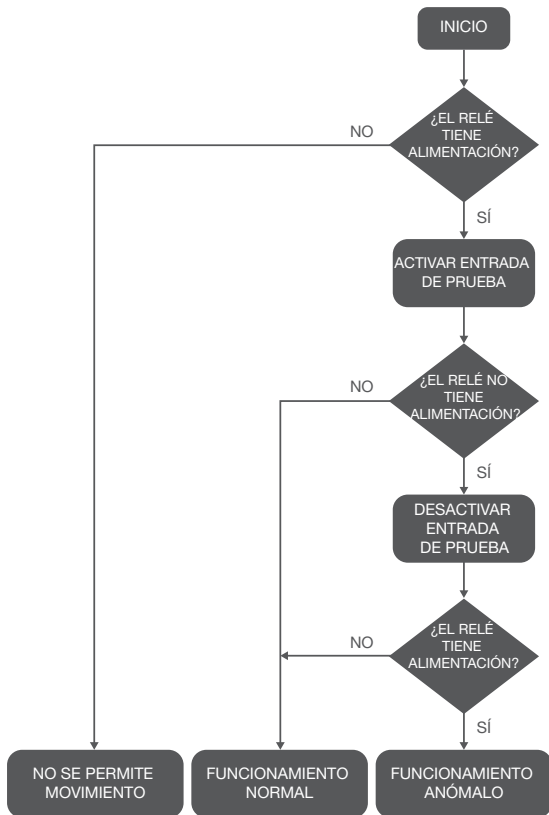 INICIO
¿EL RELÉ
TIENE
ALIMENTACIÓN?
NO
SÍ
ACTIVAR ENTRADA
DE PRUEBA
¿EL RELÉ NO
TIENE
ALIMENTACIÓN?
NO
SÍ
DESACTIVAR
ENTRADA
DE PRUEBA
¿EL RELÉ
TIENE
ALIMENTACIÓN?
NO
SÍ
NO SE PERMITE
MOVIMIENTO
FUNCIONAMIENTO
NORMAL
FUNCIONAMIENTO
ANÓMALO